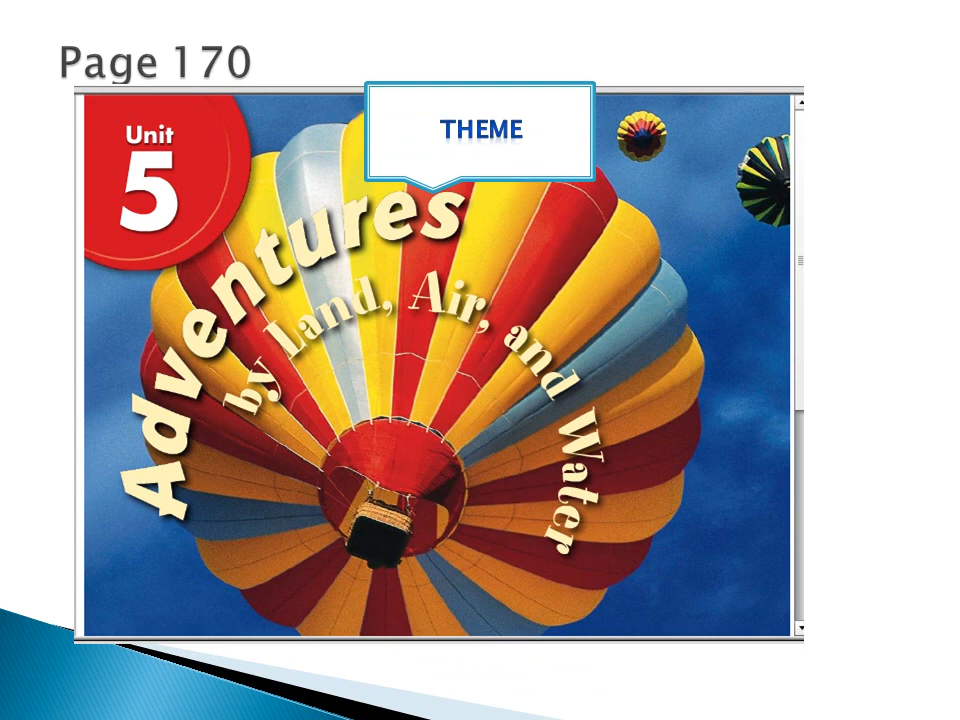 Page 170
THEME
Unit
5
Adventures
by Land, Air, and Water